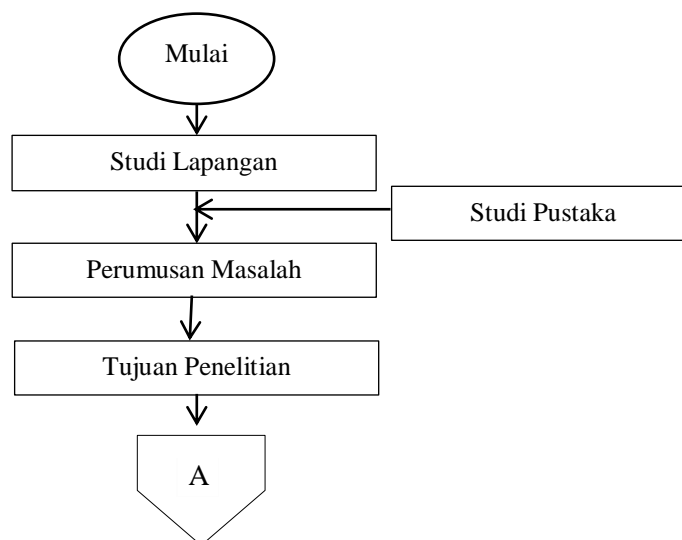 Mulai
Studi Lapangan
Studi Pustaka
Perumusan Masalah
Tujuan Penelitian
A